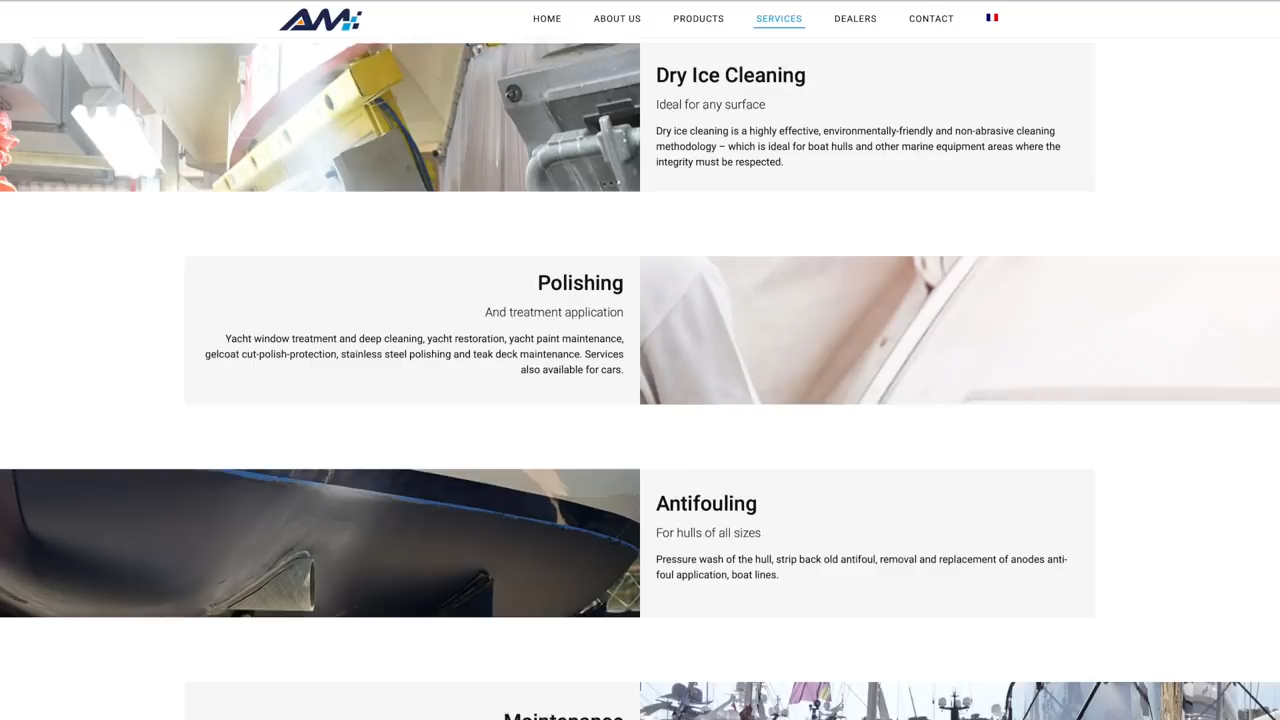 AM
HOME ABOUT US PRODUCTS SERVICES DEALERS CONTACT
Dry Ice Cleaning
Ideal for any surface
Dry ice cleaning is a highly effective, environmentally-friendly and non-abrasive cleaning
methodology – which is ideal for boat hulls and other marine equipment areas where the
integrity must be respected.
Polishing
And treatment application
Yacht window treatment and deep cleaning, yacht restoration, yacht paint maintenance,
gelcoat cut-polish-protection, stainless steel polishing and teak deck maintenance. Services
also available for cars.
Antifouling
For hulls of all sizes
Pressure wash of the hull, strip back old antifoul, removal and replacement of anodes anti-
foul application, boat lines.
Maintenance